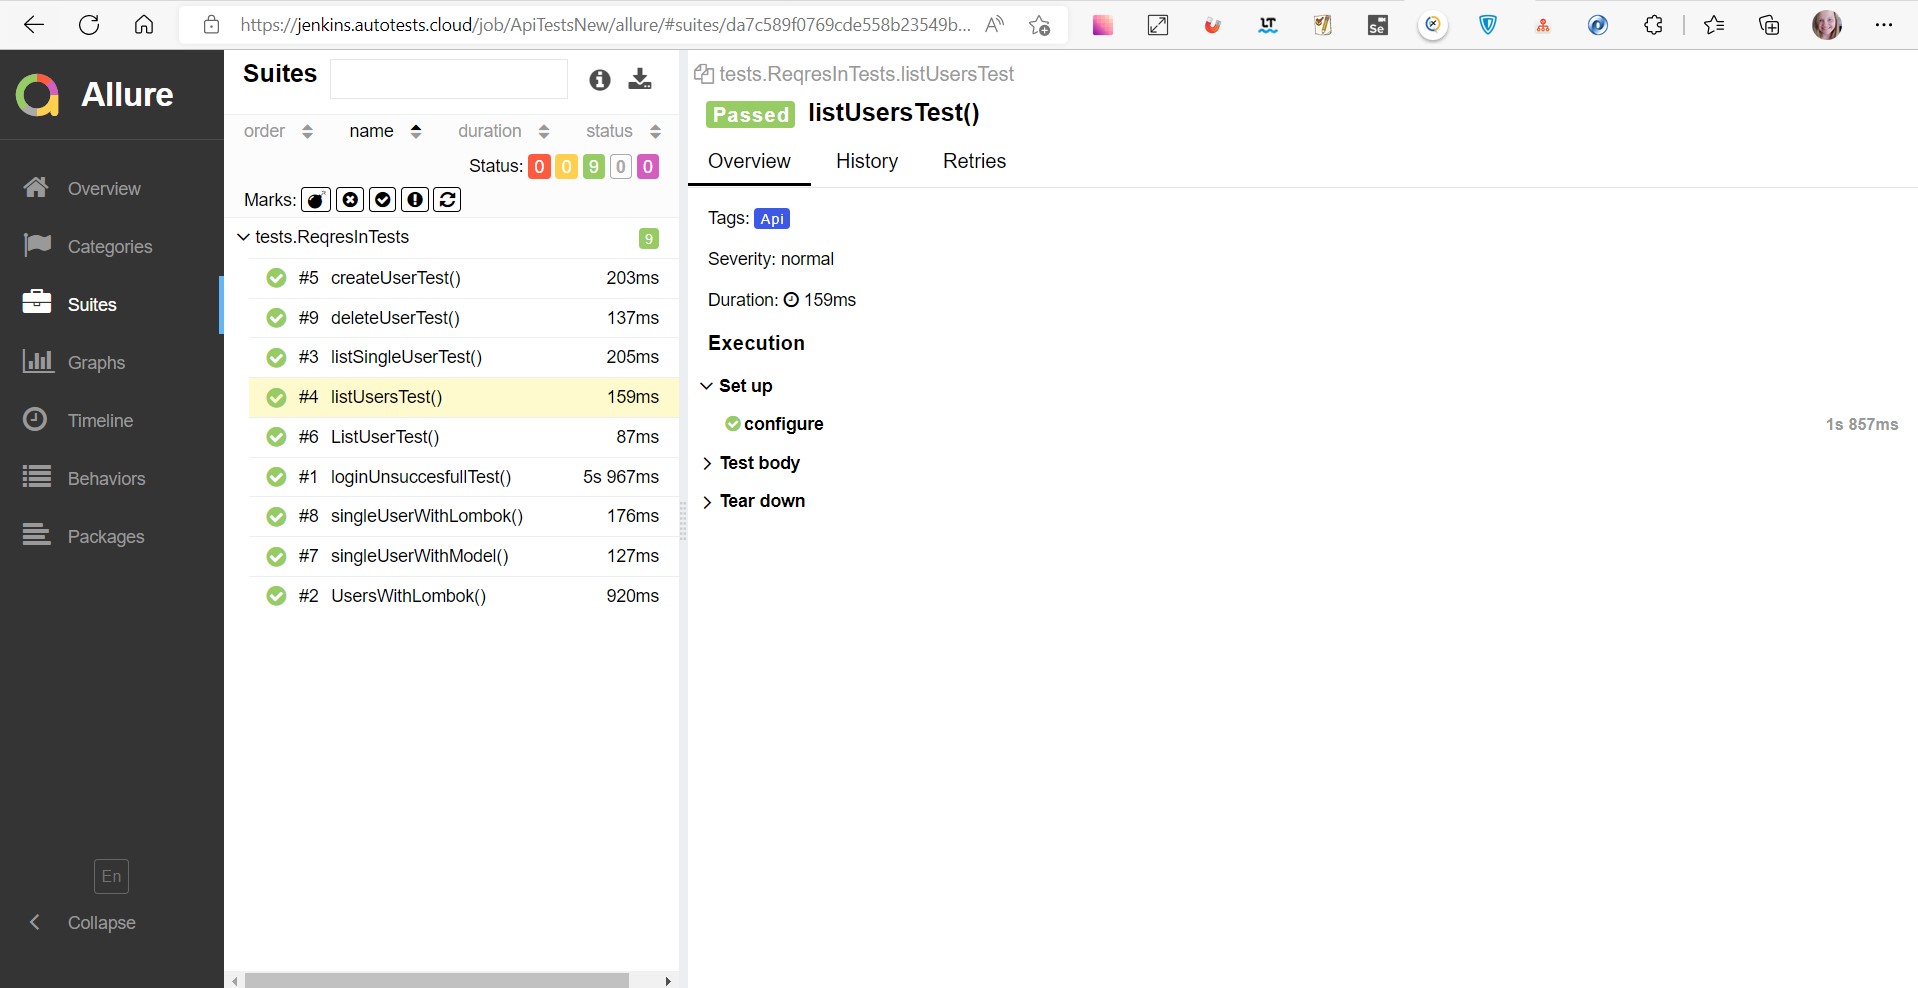 https://jenkins.autotests.cloud/job/ApiTestsNew/allure/#suites/da7c589f0769cde558b23549b...
LT
Se
Allure
Overview
Categories
Suites
Graphs
Timeline
Behaviors
Packages
En
Collapse
Suites
order name duration status
Status: 0 0 9 0 0
Marks:
tests.ReqresInTests 9
#5 createUserTest() 203ms
#9 deleteUserTest() 137ms
#3 listSingleUserTest() 205ms
#4 listUsersTest() 159ms
#6 ListUserTest() 87ms
#1 loginUnsuccesfullTest() 5s 967ms
#8 singleUserWithLombok() 176ms
#7 singleUserWithModel() 127ms
#2 UsersWithLombok() 920ms
tests.ReqresInTests.listUsersTest
Passed listUsersTest()
Overview History Retries
Tags: Api
Severity: normal
Duration: 159ms
Execution
Set up
configure 1s 857ms
Test body
Tear down